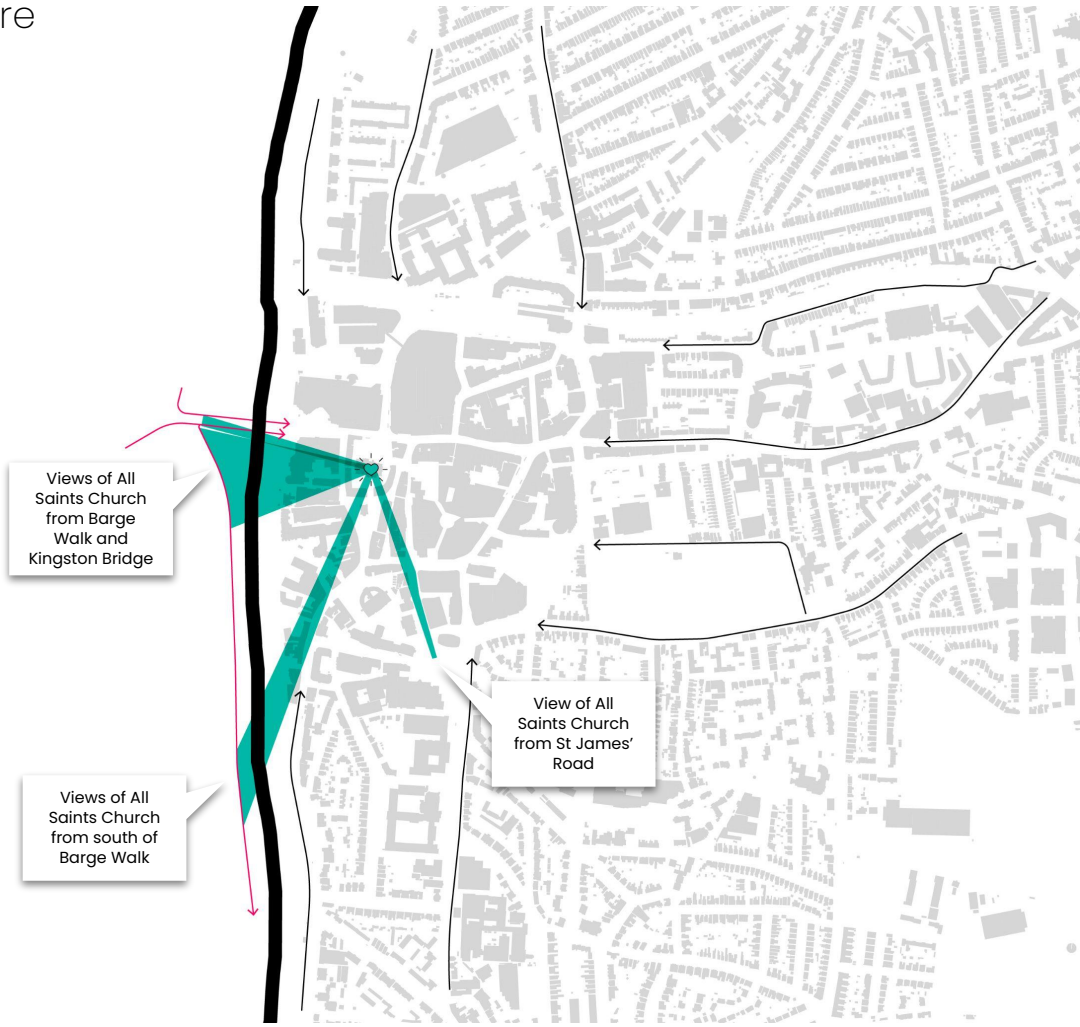 re
Views of All
Saints Church
from Barge
Walk and
Kingston Bridge
View of All
Saints Church
from St James’
Road
Views of All
Saints Church
from south of
Barge Walk